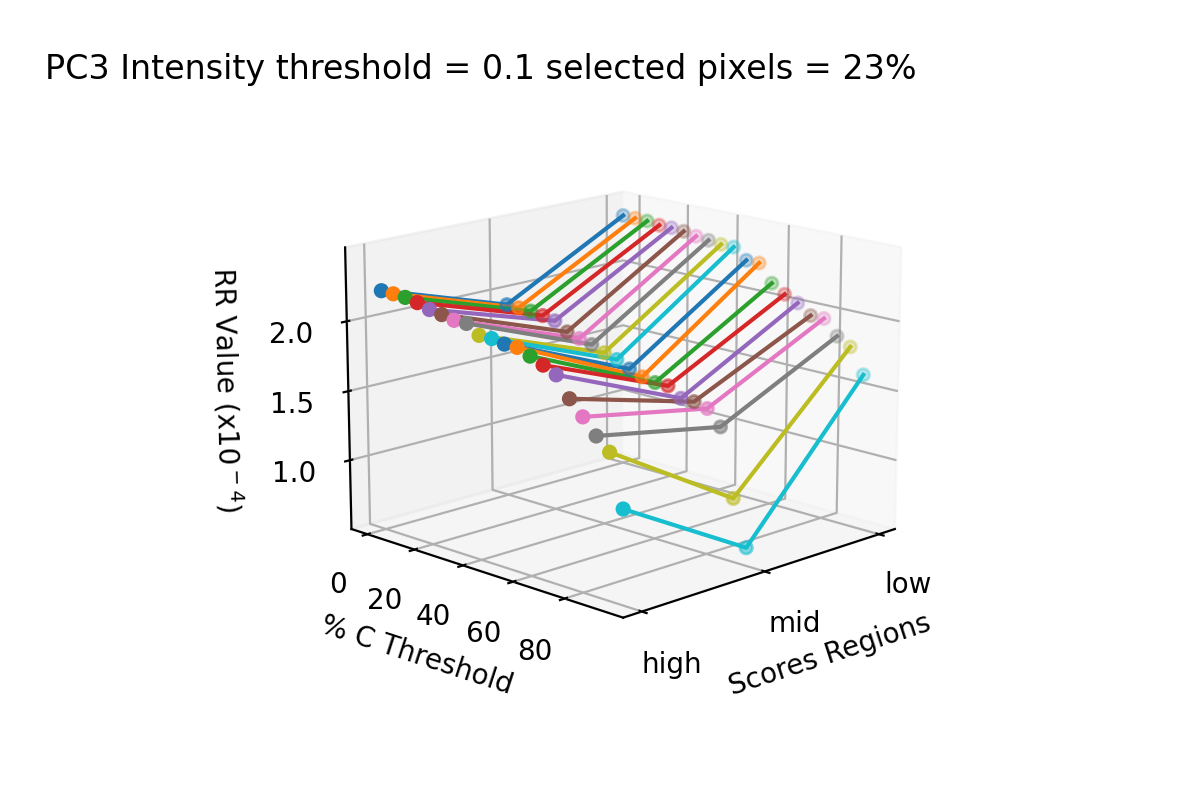 PC3 Intensity threshold = 0.1 selected pixels = 23%
RR Value (x10⁻⁴)
2.0
1.5
1.0
0
20
40
60
80
% C Threshold
high
mid
low
Scores Regions